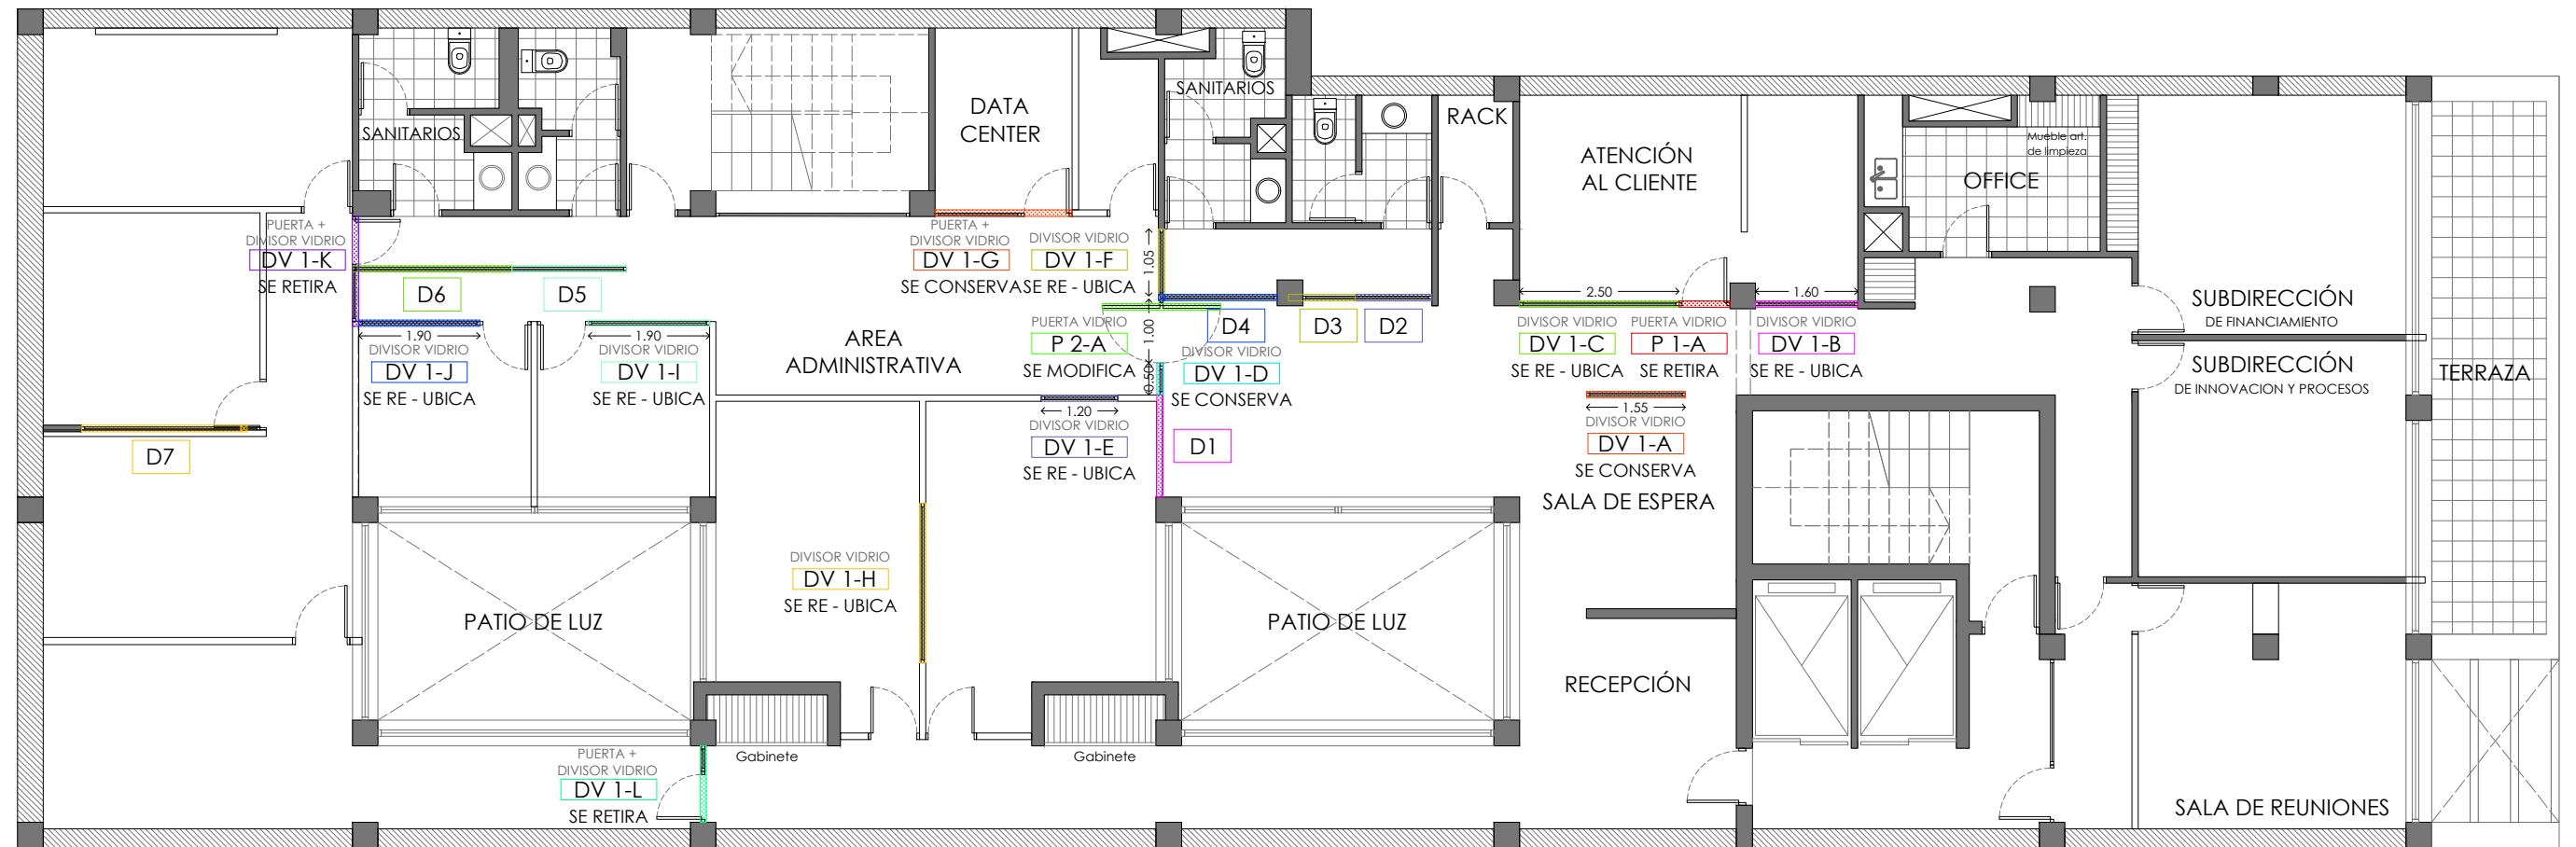 DATA
CENTER
SANITARIOS
SANITARIOS
RACK
ATENCIÓN
AL CLIENTE
Mueble art.
de limpieza
OFFICE
PUERTA +
DIVISOR VIDRIO
DV 1-K
SE RETIRA
D6
D5
PUERTA +
DIVISOR VIDRIO
DV 1-G
SE CONSERVA
DIVISOR VIDRIO
DV 1-F
SE RE - UBICA
1.05
1.00
0.50
D4
D3
D2
2.50
1.60
SUBDIRECCIÓN
DE FINANCIAMIENTO
SUBDIRECCIÓN
DE INNOVACION Y PROCESOS
TERRAZA
1.90
DIVISOR VIDRIO
DV 1-J
SE RE - UBICA
1.90
DIVISOR VIDRIO
DV 1-I
SE RE - UBICA
AREA
ADMINISTRATIVA
PUERTA VIDRIO
P 2-A
SE MODIFICA
DIVISOR VIDRIO
DV 1-D
SE CONSERVA
DIVISOR VIDRIO
DV 1-C
SE RE - UBICA
PUERTA VIDRIO
P 1-A
SE RETIRA
DIVISOR VIDRIO
DV 1-B
SE RE - UBICA
1.20
DIVISOR VIDRIO
DV 1-E
SE RE - UBICA
D1
1.55
DIVISOR VIDRIO
DV 1-A
SE CONSERVA
SALA DE ESPERA
D7
DIVISOR VIDRIO
DV 1-H
SE RE - UBICA
PATIO DE LUZ
PATIO DE LUZ
RECEPCIÓN
Gabinete
Gabinete
PUERTA +
DIVISOR VIDRIO
DV 1-L
SE RETIRA
SALA DE REUNIONES